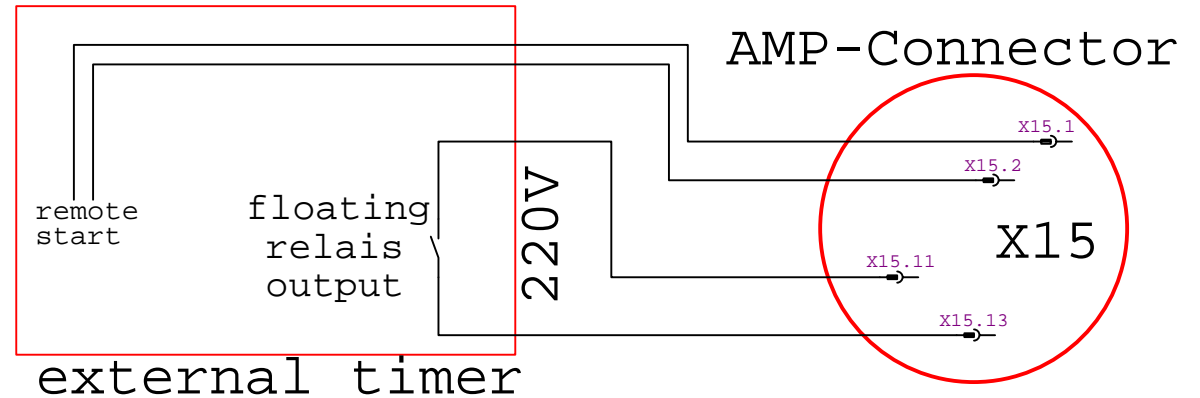 AMP-Connector
X15.1
X15.2
remote
start
floating
relais
output
220V
X15
X15.11
X15.13
external timer